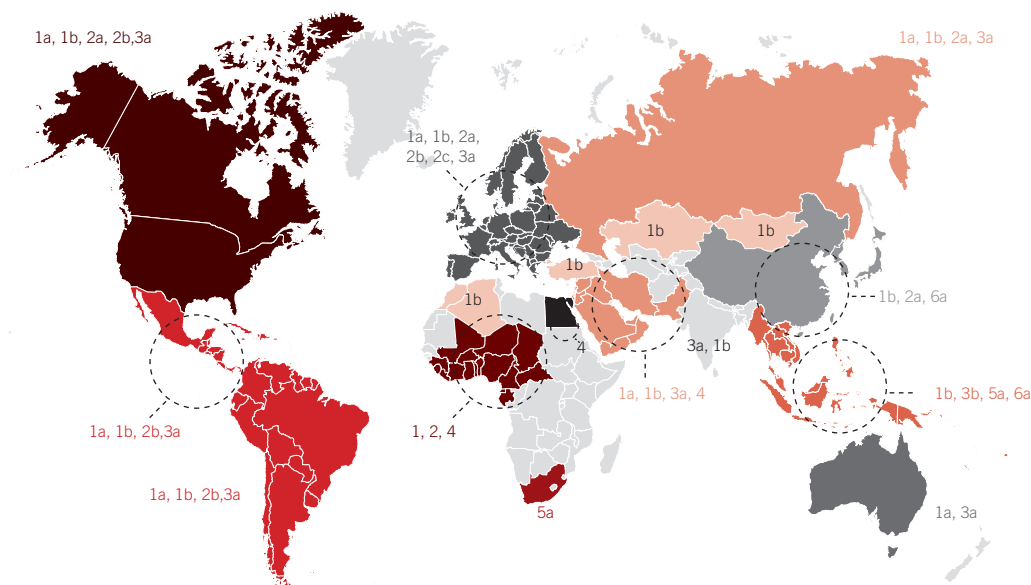 1a, 1b, 2a, 2b,3a
1a, 1b, 2a, 3a
1a, 1b, 2a,
2b, 2c, 3a
1b
1b
1b
1b
1b, 2a, 6a
4
3a, 1b
1a, 1b, 3a, 4
1b, 3b, 5a, 6a
1a, 1b, 2b,3a
1, 2, 4
1a, 1b, 2b,3a
5a
1a, 3a